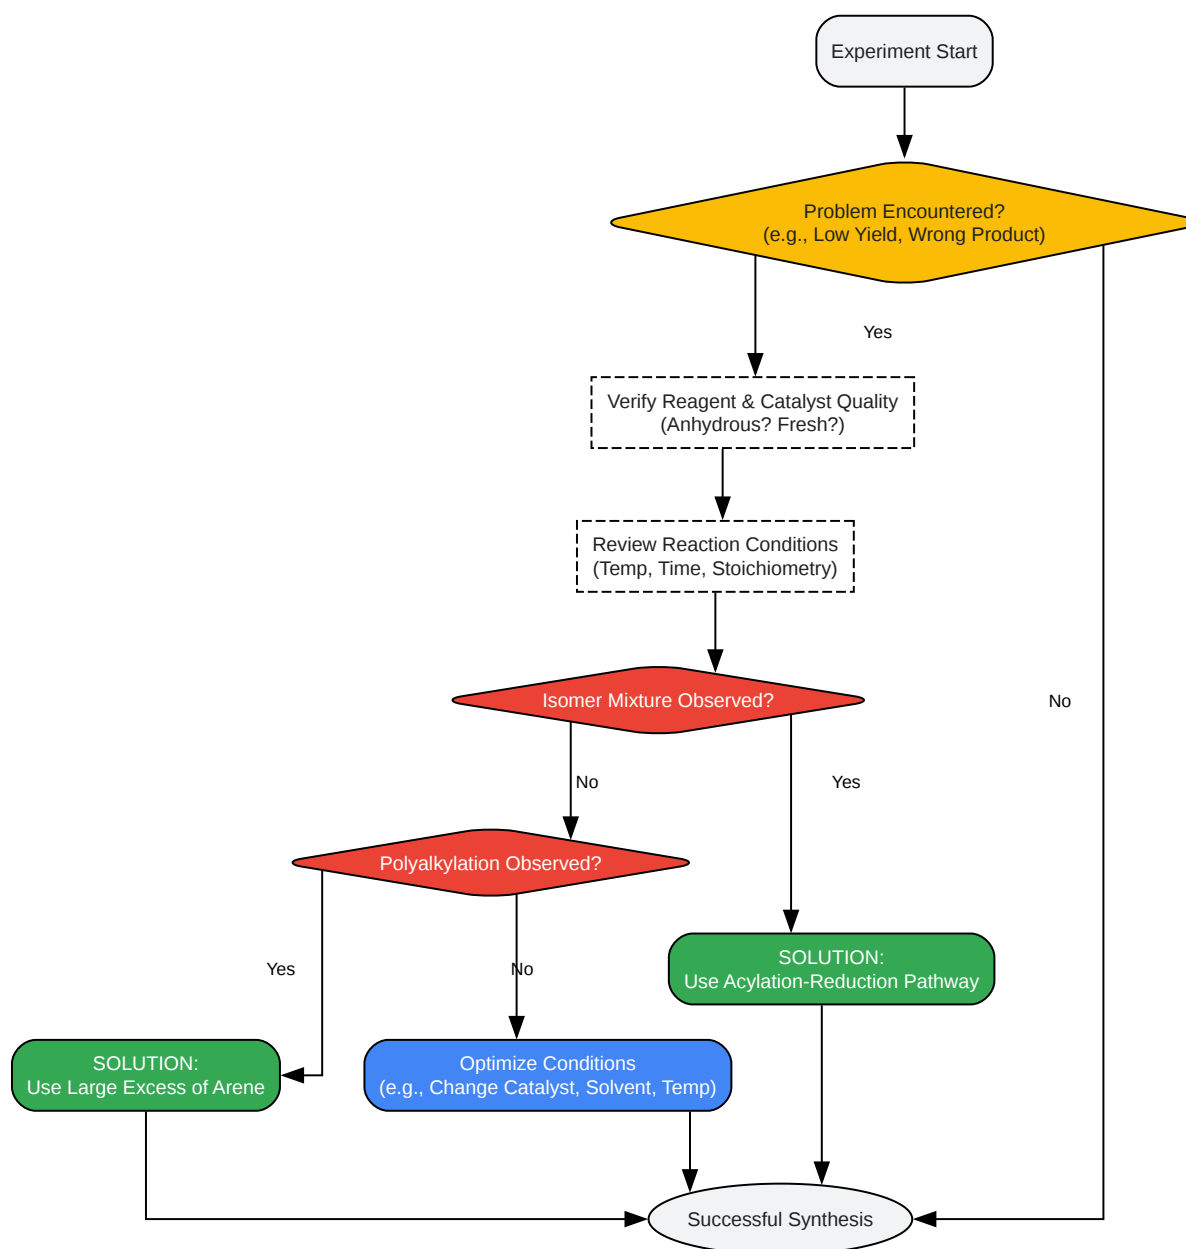 Experiment Start
Problem Encountered?
(e.g., Low Yield, Wrong Product)
Yes
Verify Reagent & Catalyst Quality
(Anhydrous? Fresh?)
Review Reaction Conditions
(Temp, Time, Stoichiometry)
Isomer Mixture Observed?
No
No
Yes
Polyalkylation Observed?
SOLUTION:
Use Acylation-Reduction Pathway
Yes
No
SOLUTION:
Use Large Excess of Arene
Optimize Conditions
(e.g., Change Catalyst, Solvent, Temp)
Successful Synthesis